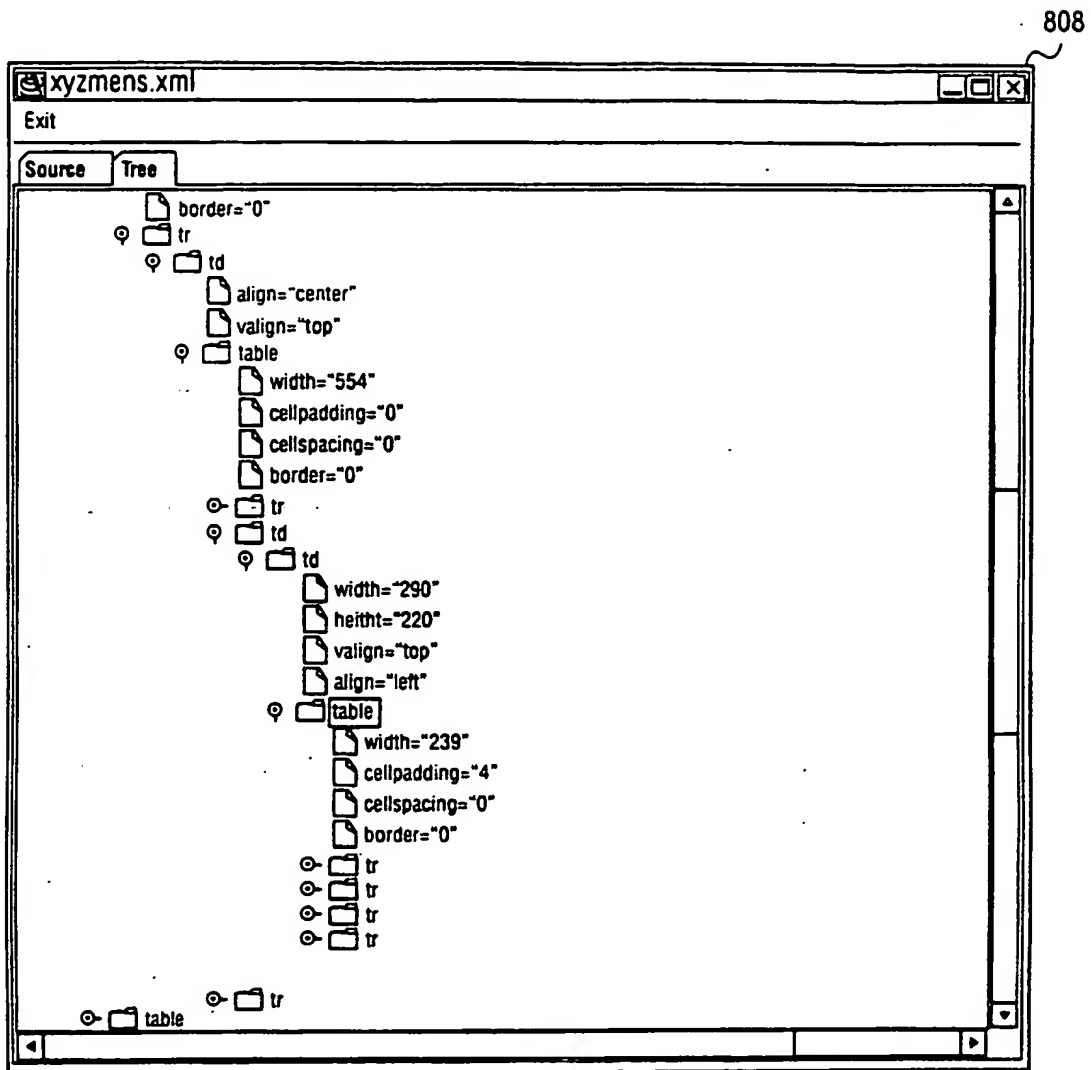 808
xyzmens.xml
Exit
Source Tree
border="0"
tr
td
align="center"
valign="top"
table
width="554"
cellpadding="0"
cellspacing="0"
border="0"
tr
td
td
width="290"
heitht="220"
valign="top"
align="left"
table
width="239"
cellpadding="4"
cellspacing="0"
border="0"
tr
tr
tr
tr
tr
table